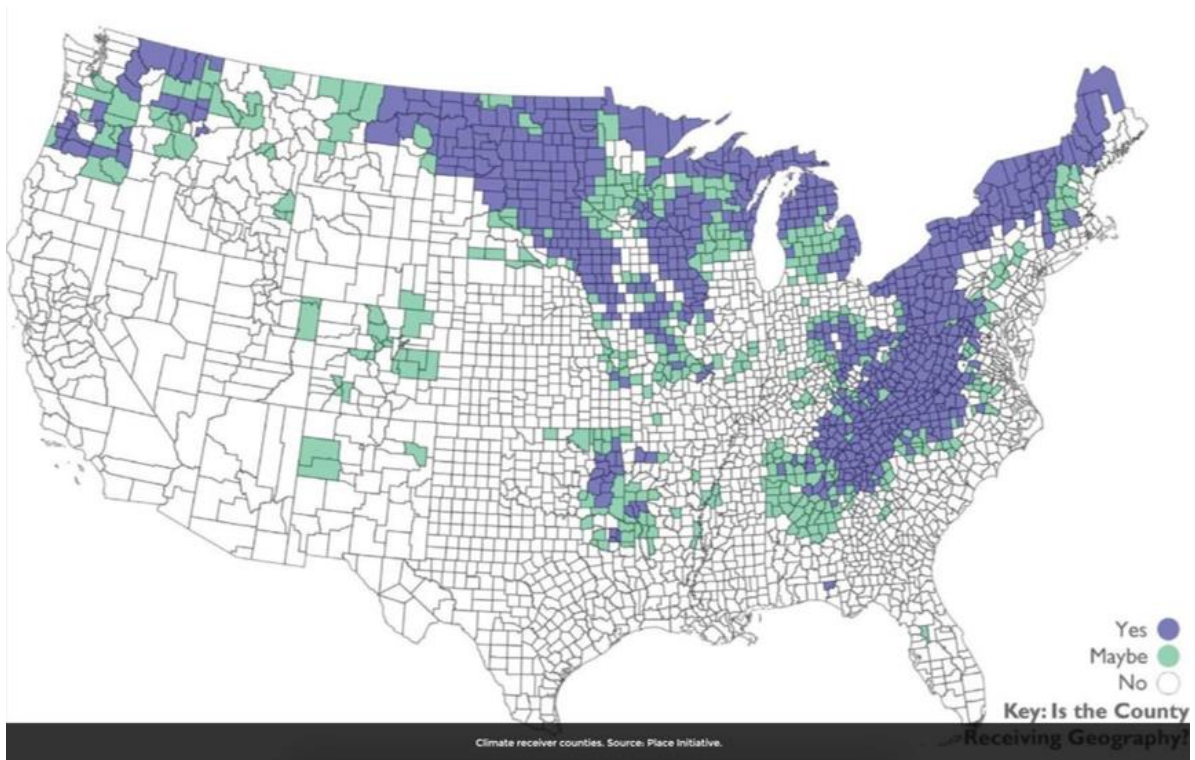 Yes
Maybe
No
Key: Is the County
Receiving Geography?
Climate receiver counties. Source: Place Initiative.